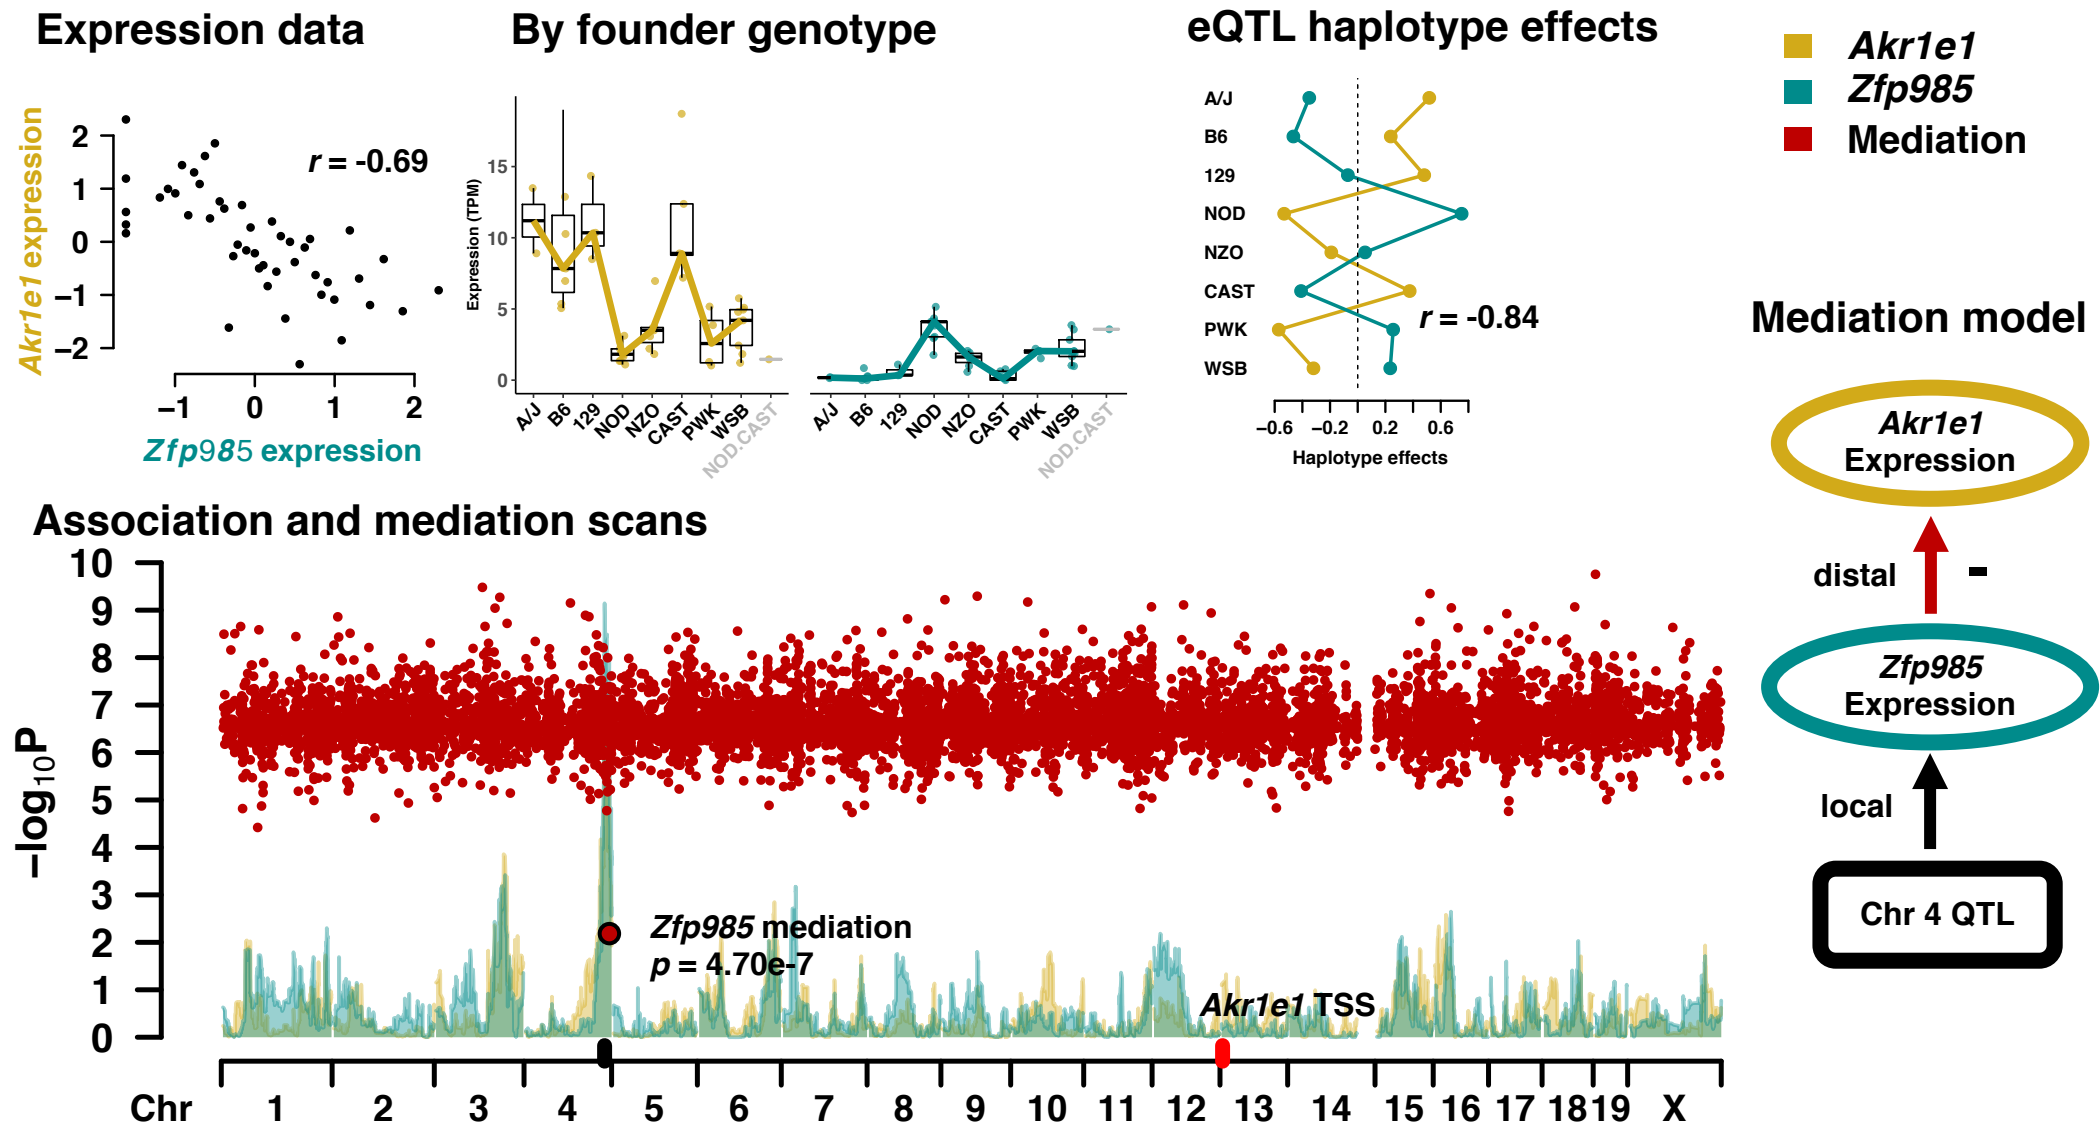 Expression data
By founder genotype
eQTL haplotype effects
Akr1e1
Zfp985
Mediation
Akr1e1 expression
2
1
0
−1
−2
r = -0.69
−1 0 1 2
Zfp985 expression
Expression (TPM)
15
10
5
0
A/J B6 129 NOD NZO CAST PWK WSB NOD.CAST
A/J B6 129 NOD NZO CAST PWK WSB NOD.CAST
A/J
B6
129
NOD
NZO
CAST
PWK
WSB
r = -0.84
−0.6 −0.2 0.2 0.6
Haplotype effects
Mediation model
Akr1e1
Expression
distal -
Zfp985
Expression
local
Chr 4 QTL
Association and mediation scans
−log10P
10
9
8
7
6
5
4
3
2
1
0
Zfp985 mediation
p = 4.70e-7
Akr1e1 TSS
Chr 1 2 3 4 5 6 7 8 9 10 11 12 13 14 15 16 17 18 19 X